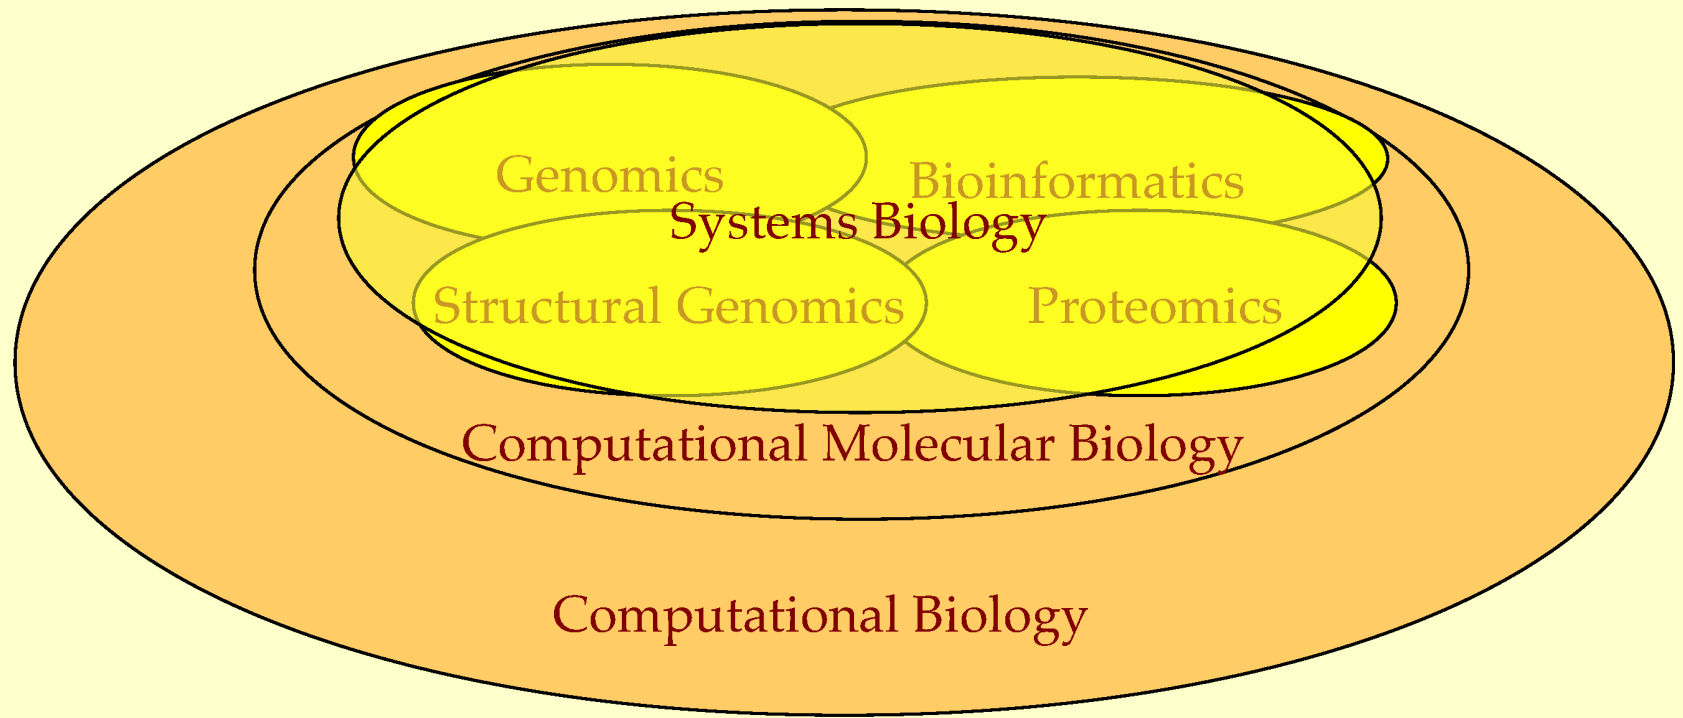 Genomics
Bioinformatics
Systems Biology
Structural Genomics
Proteomics
Computational Molecular Biology
Computational Biology